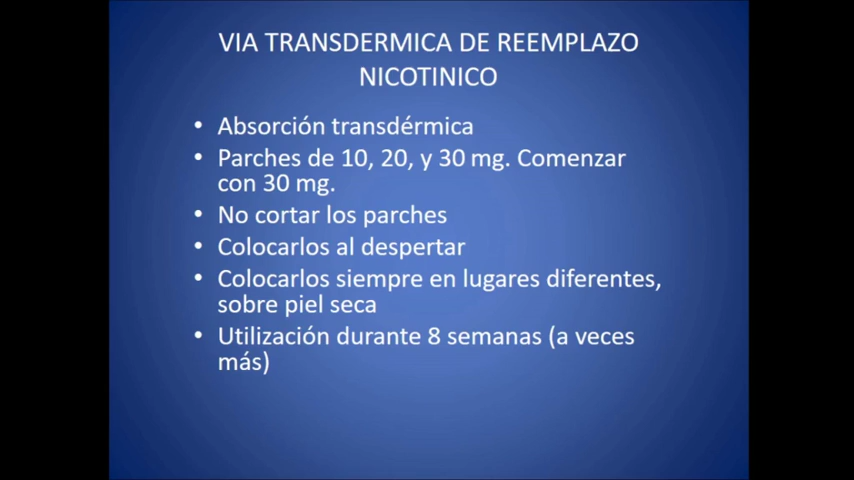 VIA TRANSDERMICA DE REEMPLAZO
NICOTINICO
• Absorción transdérmica
• Parches de 10, 20, y 30 mg. Comenzar
con 30 mg.
• No cortar los parches
• Colocarlos al despertar
• Colocarlos siempre en lugares diferentes,
sobre piel seca
• Utilización durante 8 semanas (a veces
más)